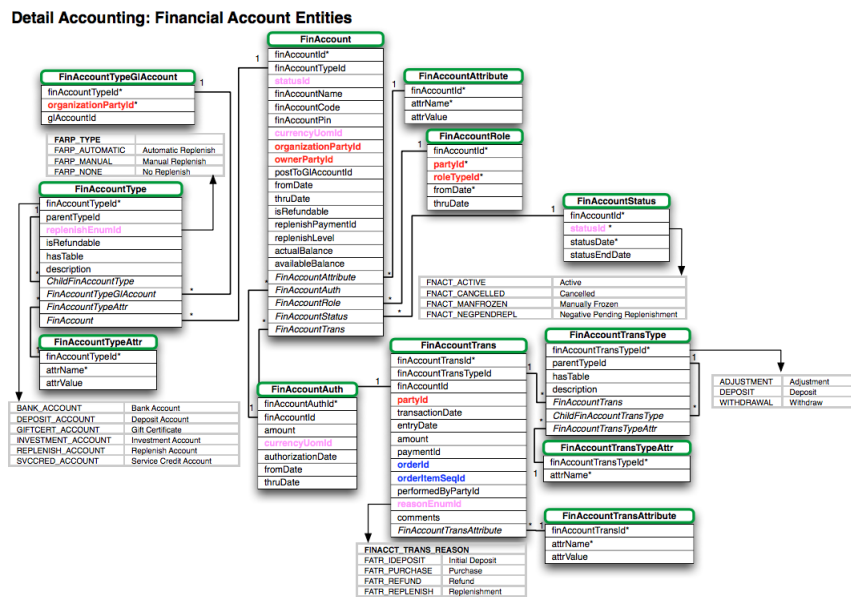 Detail Accounting: Financial Account Entities
FinAccount
finAccountId*
finAccountTypeId
statusId
finAccountName
finAccountCode
finAccountPin
currencyUomId
organizationPartyId
ownerPartyId
postToGlAccountId
fromDate
thruDate
isRefundable
replenishPaymentId
replenishLevel
actualBalance
availableBalance
FinAccountAttribute
FinAccountAuth
FinAccountRole
FinAccountStatus
FinAccountTrans
FinAccountTypeGlAccount
finAccountTypeId*
organizationPartyId*
glAccountId
FARP_TYPE
FARP_AUTOMATIC Automatic Replenish
FARP_MANUAL Manual Replenish
FARP_NONE No Replenish
FinAccountType
finAccountTypeId*
parentTypeId
replenishEnumId
isRefundable
hasTable
description
ChildFinAccountType
FinAccountTypeGlAccount
FinAccountTypeAttr
FinAccount
FinAccountTypeAttr
finAccountTypeId*
attrName*
attrValue
BANK_ACCOUNT Bank Account
DEPOSIT_ACCOUNT Deposit Account
GIFTCERT_ACCOUNT Gift Certificate
INVESTMENT_ACCOUNT Investment Account
REPLENISH_ACCOUNT Replenish Account
SVCCRED_ACCOUNT Service Credit Account
FinAccountAttribute
finAccountId*
attrName*
attrValue
FinAccountRole
finAccountId*
partyId*
roleTypeId*
fromDate*
thruDate
FinAccountStatus
finAccountId*
statusId *
statusDate*
statusEndDate
FNACT_ACTIVE Active
FNACT_CANCELLED Cancelled
FNACT_MANFROZEN Manually Frozen
FNACT_NEGPENDREPL Negative Pending Replenishment
FinAccountAuth
finAccountAuthId*
finAccountId
amount
currencyUomId
authorizationDate
fromDate
thruDate
FinAccountTrans
finAccountTransId*
finAccountTransTypeId
finAccountId
partyId
transactionDate
entryDate
amount
paymentId
orderId
orderItemSeqId
performedByPartyId
reasonEnumId
comments
FinAccountTransAttribute
FINACCT_TRANS_REASON
FATR_IDEPOSIT Initial Deposit
FATR_PURCHASE Purchase
FATR_REFUND Refund
FATR_REPLENISH Replenishment
FinAccountTransType
finAccountTransTypeId*
parentTypeId
hasTable
description
FinAccountTrans
ChildFinAccountTransType
FinAccountTransTypeAttr
ADJUSTMENT Adjustment
DEPOSIT Deposit
WITHDRAWAL Withdraw
FinAccountTransTypeAttr
finAccountTransTypeId*
attrName*
FinAccountTransAttribute
finAccountTransId*
attrName*
attrValue